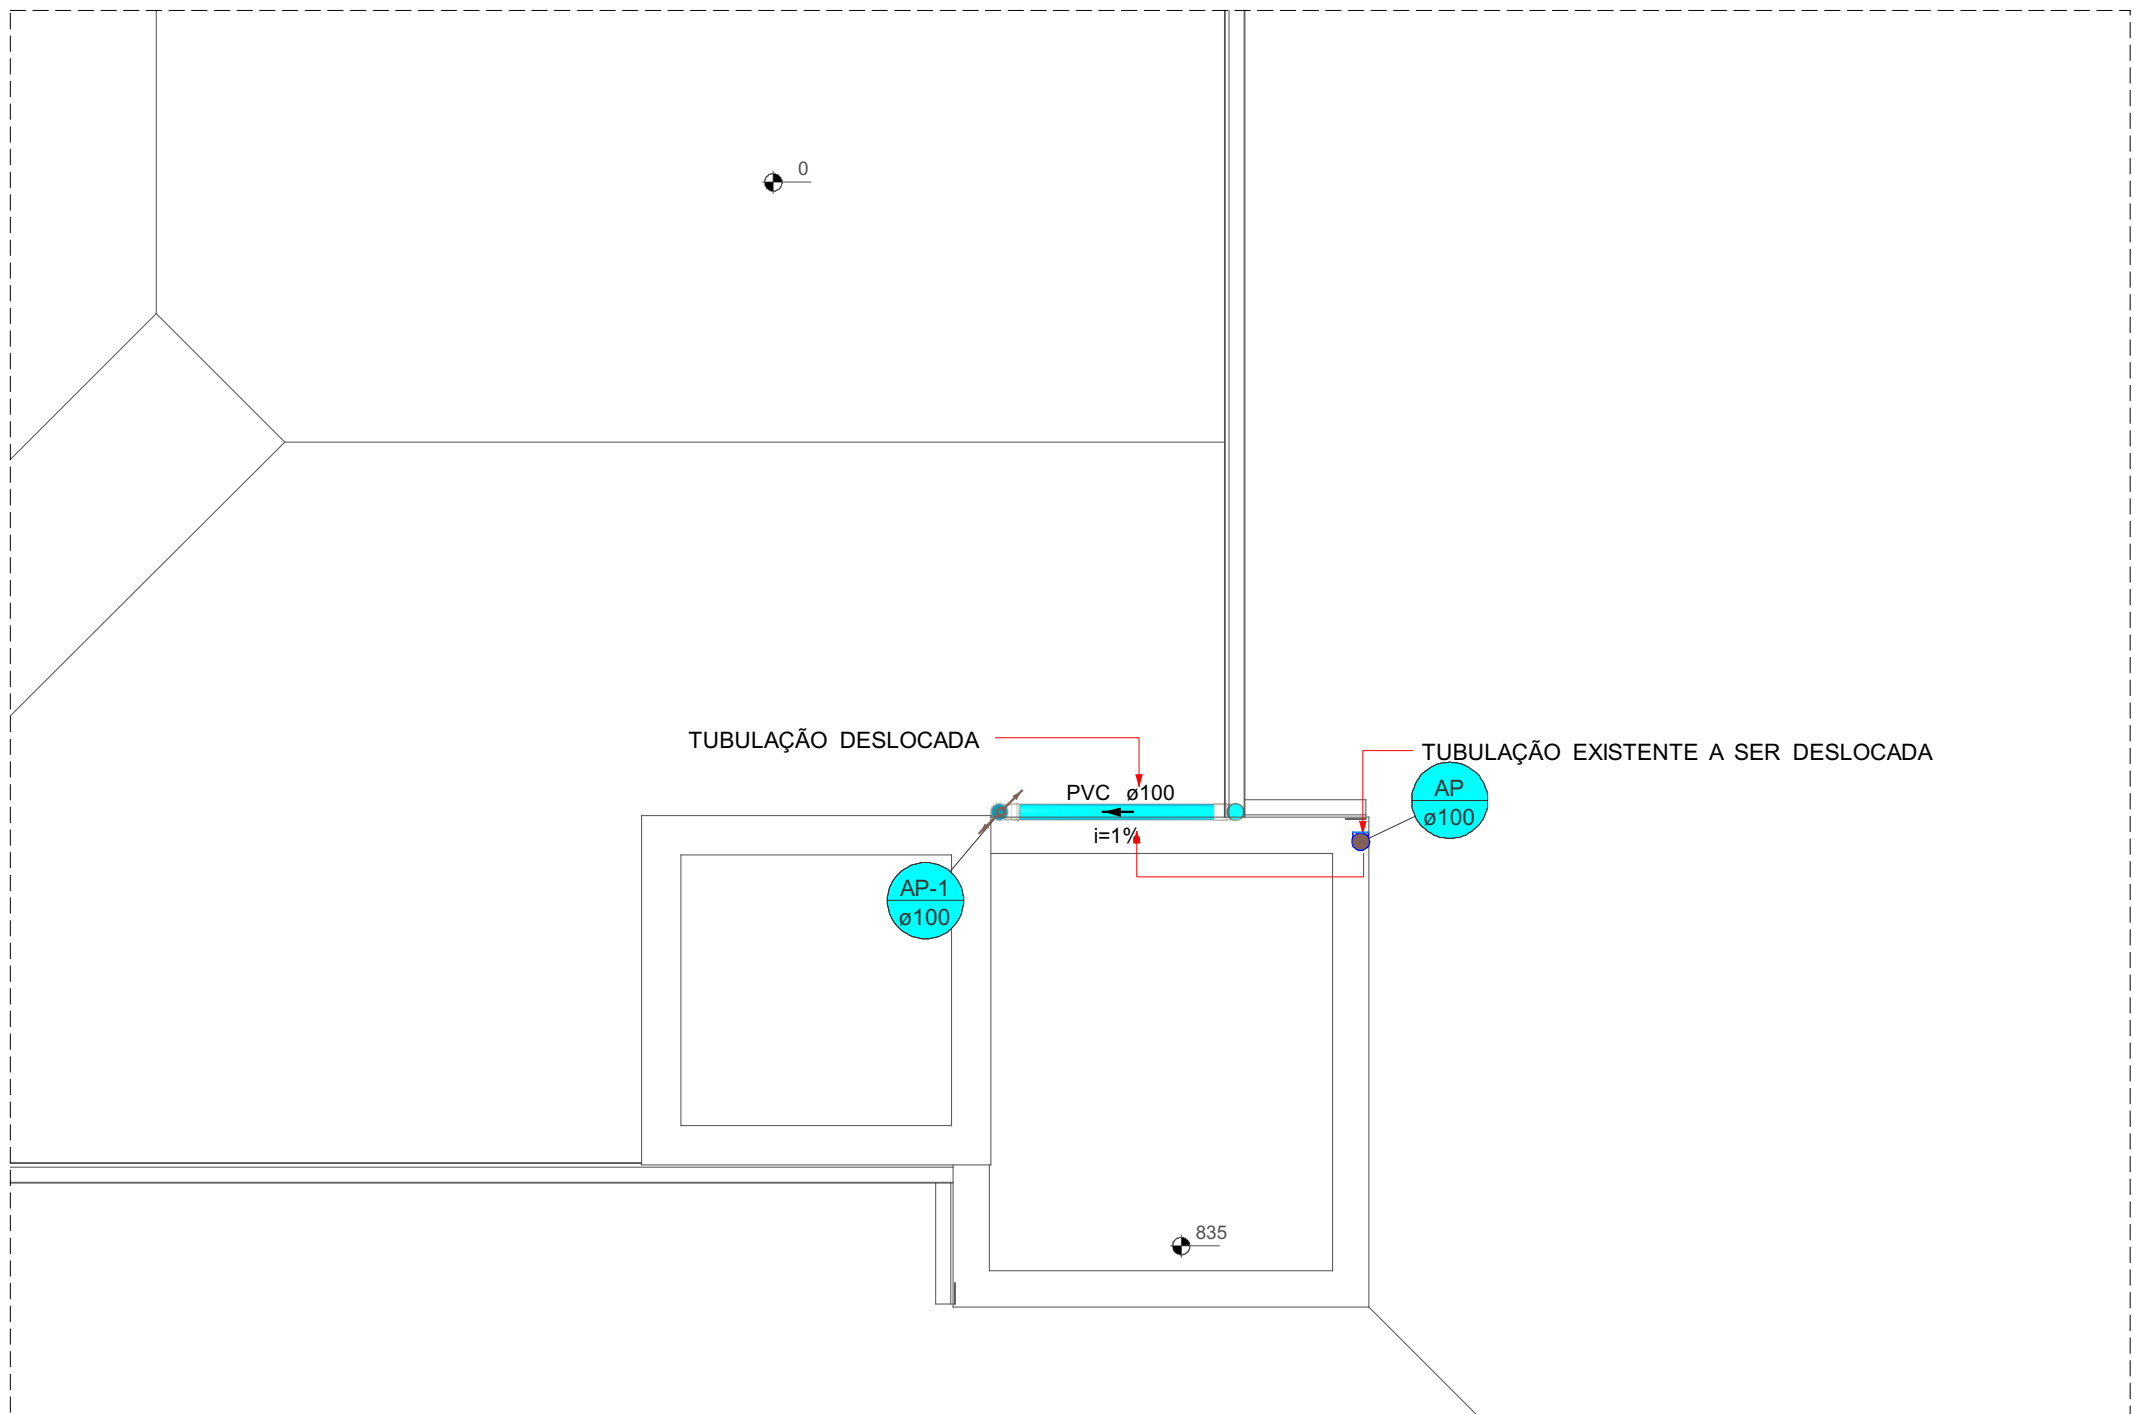 0
TUBULAÇÃO DESLOCADA
TUBULAÇÃO EXISTENTE A SER DESLOCADA
PVC ø100
i=1%
AP
ø100
AP-1
ø100
835